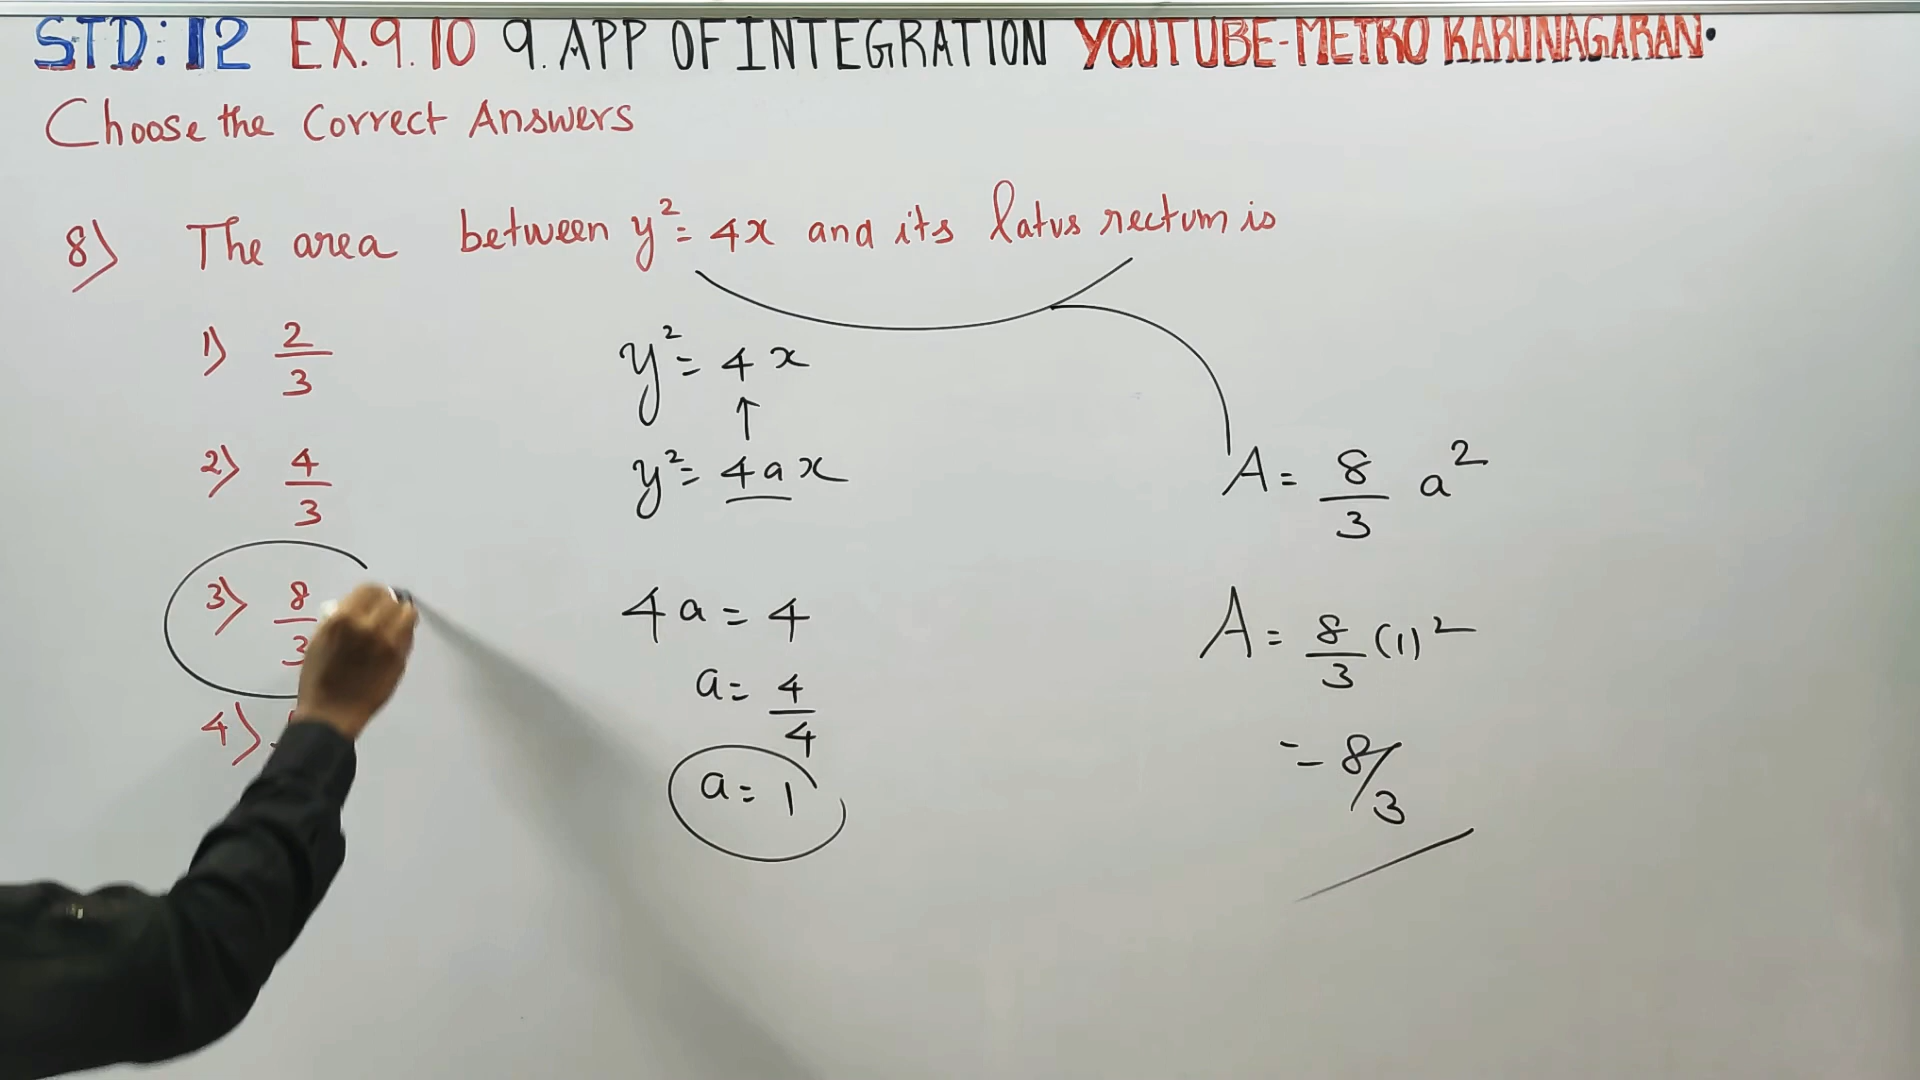 STD: 12 EX.9.10 9. APP OF INTEGRATION YOUTUBE-METRO KARUNAGARAN.
Choose the Correct Answers
8) The area between y² = 4x and its latus rectum is
1) 2/3
2) 4/3
3) 8/3
4)
y² = 4x
↑
y² = 4ax
4a = 4
a = 4/4
a = 1
A = 8/3 a²
A = 8/3 (1)²
= 8/3